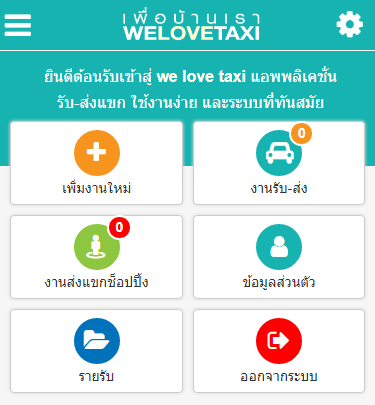 เพื่อบ้านเรา
WELOVETAXI
ยินดีต้อนรับเข้าสู่ we love taxi แอพพลิเคชั่น
รับ-ส่งแขก ใช้งานง่าย และระบบที่ทันสมัย
เพิ่มงานใหม่
0
งานรับ-ส่ง
0
งานส่งแขกช็อปปิ้ง
ข้อมูลส่วนตัว
รายรับ
ออกจากระบบ